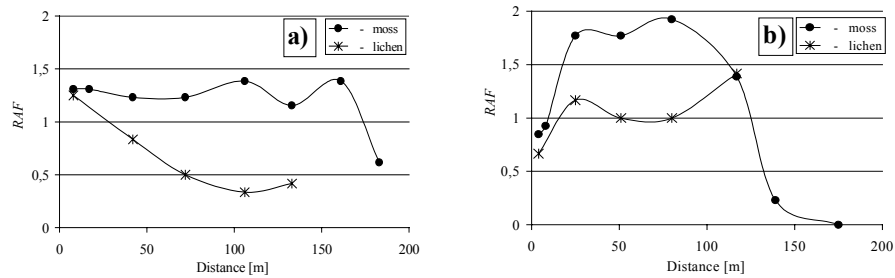 2
1,5
1
0,5
0
RAF
0 50 100 150 200
Distance [m]
a)
- moss
- lichen
2
1,5
1
0,5
0
RAF
0 50 100 150 200
Distance [m]
b)
- moss
- lichen